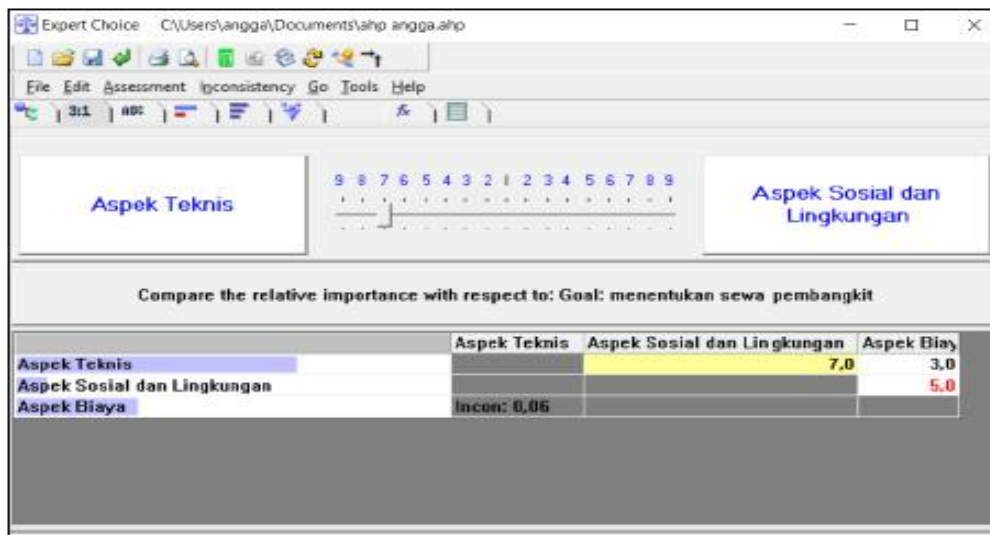 Expert Choice C:\Users\angga\Documents\ahp angga.ahp
File Edit Assessment Inconsistency Go Tools Help
3:1 ABC fx
9 8 7 6 5 4 3 2 1 2 3 4 5 6 7 8 9
Aspek Teknis
Aspek Sosial dan
Lingkungan
Compare the relative importance with respect to: Goal: menentukan sewa pembangkit
Aspek Teknis Aspek Sosial dan Lingkungan Aspek Biay
Aspek Teknis 7,0 3,0
Aspek Sosial dan Lingkungan 5,0
Aspek Biaya Incon: 0,06